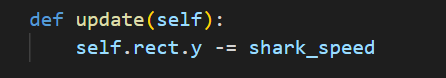 def update(self):
    self.rect.y -= shark_speed